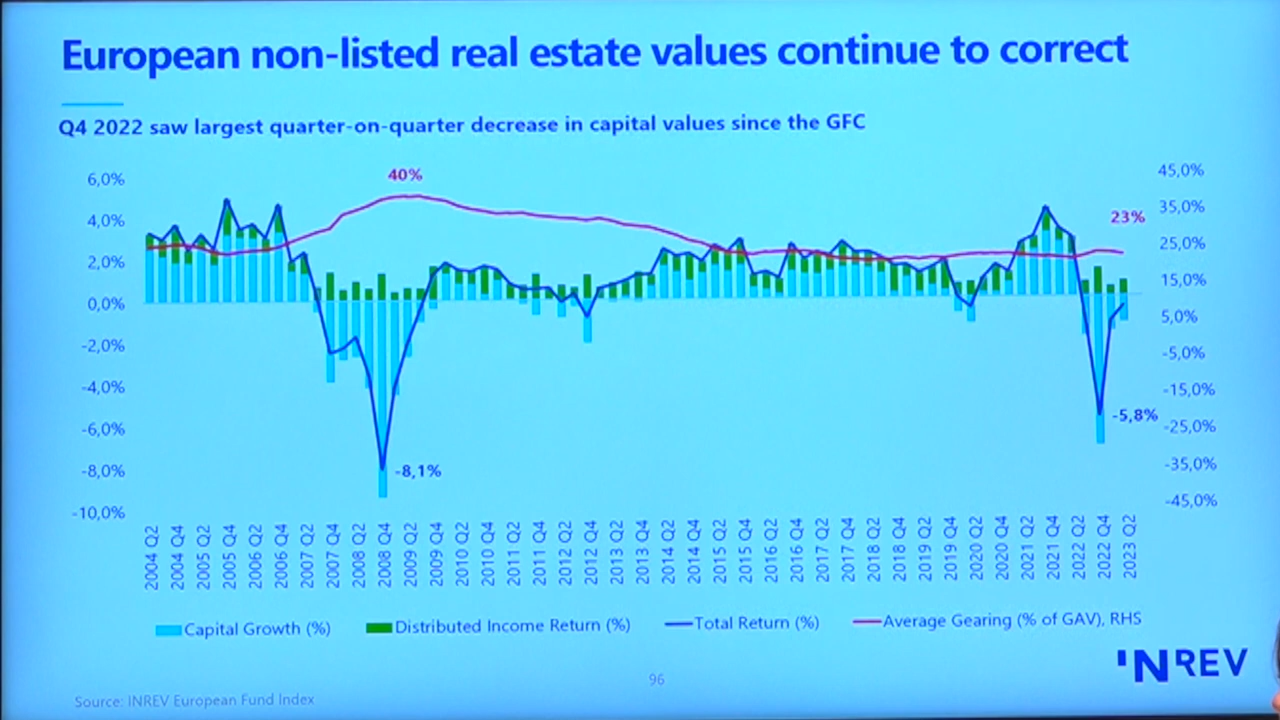 European non-listed real estate values continue to correct
Q4 2022 saw largest quarter-on-quarter decrease in capital values since the GFC
6,0%
4,0%
2,0%
0,0%
-2,0%
-4,0%
-6,0%
-8,0%
-10,0%
40%
23%
-8,1%
-5,8%
45,0%
35,0%
25,0%
15,0%
5,0%
-5,0%
-15,0%
-25,0%
-35,0%
-45,0%
2004 Q2
2004 Q4
2005 Q2
2005 Q4
2006 Q2
2006 Q4
2007 Q2
2007 Q4
2008 Q2
2008 Q4
2009 Q2
2009 Q4
2010 Q2
2010 Q4
2011 Q2
2011 Q4
2012 Q2
2012 Q4
2013 Q2
2013 Q4
2014 Q2
2014 Q4
2015 Q2
2015 Q4
2016 Q2
2016 Q4
2017 Q2
2017 Q4
2018 Q2
2018 Q4
2019 Q2
2019 Q4
2020 Q2
2020 Q4
2021 Q2
2021 Q4
2022 Q2
2022 Q4
2023 Q2
Capital Growth (%) Distributed Income Return (%) Total Return (%) Average Gearing (% of GAV), RHS
INREV
96
Source: INREV European Fund Index